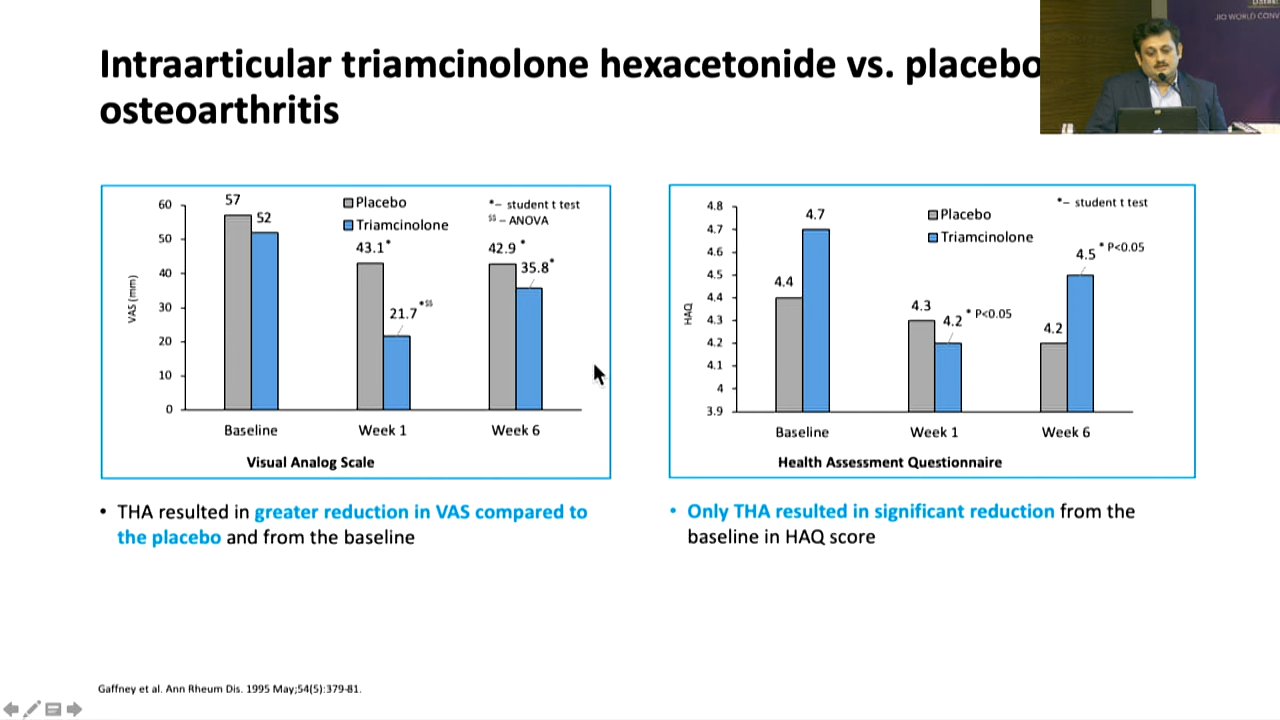 JIO WORLD CONV
Intraarticular triamcinolone hexacetonide vs. placebo
osteoarthritis
57
52
43.1*
21.7*$$
42.9*
35.8*
Placebo
Triamcinolone
*– student t test
$$ – ANOVA
60
50
40
30
20
10
0
VAS (mm)
Baseline
Week 1
Week 6
Visual Analog Scale
4.8
4.7
4.6
4.5
4.4
4.3
4.2
4.1
4
3.9
HAQ
4.4
4.7
4.3
4.2 * P<0.05
4.2
4.5 * P<0.05
Placebo
Triamcinolone
*– student t test
Baseline
Week 1
Week 6
Health Assessment Questionnaire
• THA resulted in greater reduction in VAS compared to
the placebo and from the baseline
• Only THA resulted in significant reduction from the
baseline in HAQ score
Gaffney et al. Ann Rheum Dis. 1995 May;54(5):379-81.